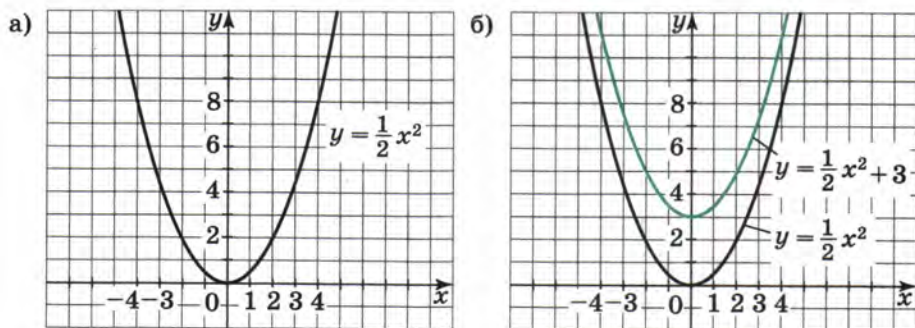 а)
y
8
6
4
2
y = 1/2 x²
−4 −3 0 1 2 3 4 x
б)
y
8
6
4
2
y = 1/2 x² + 3
y = 1/2 x²
−4 −3 0 1 2 3 4 x